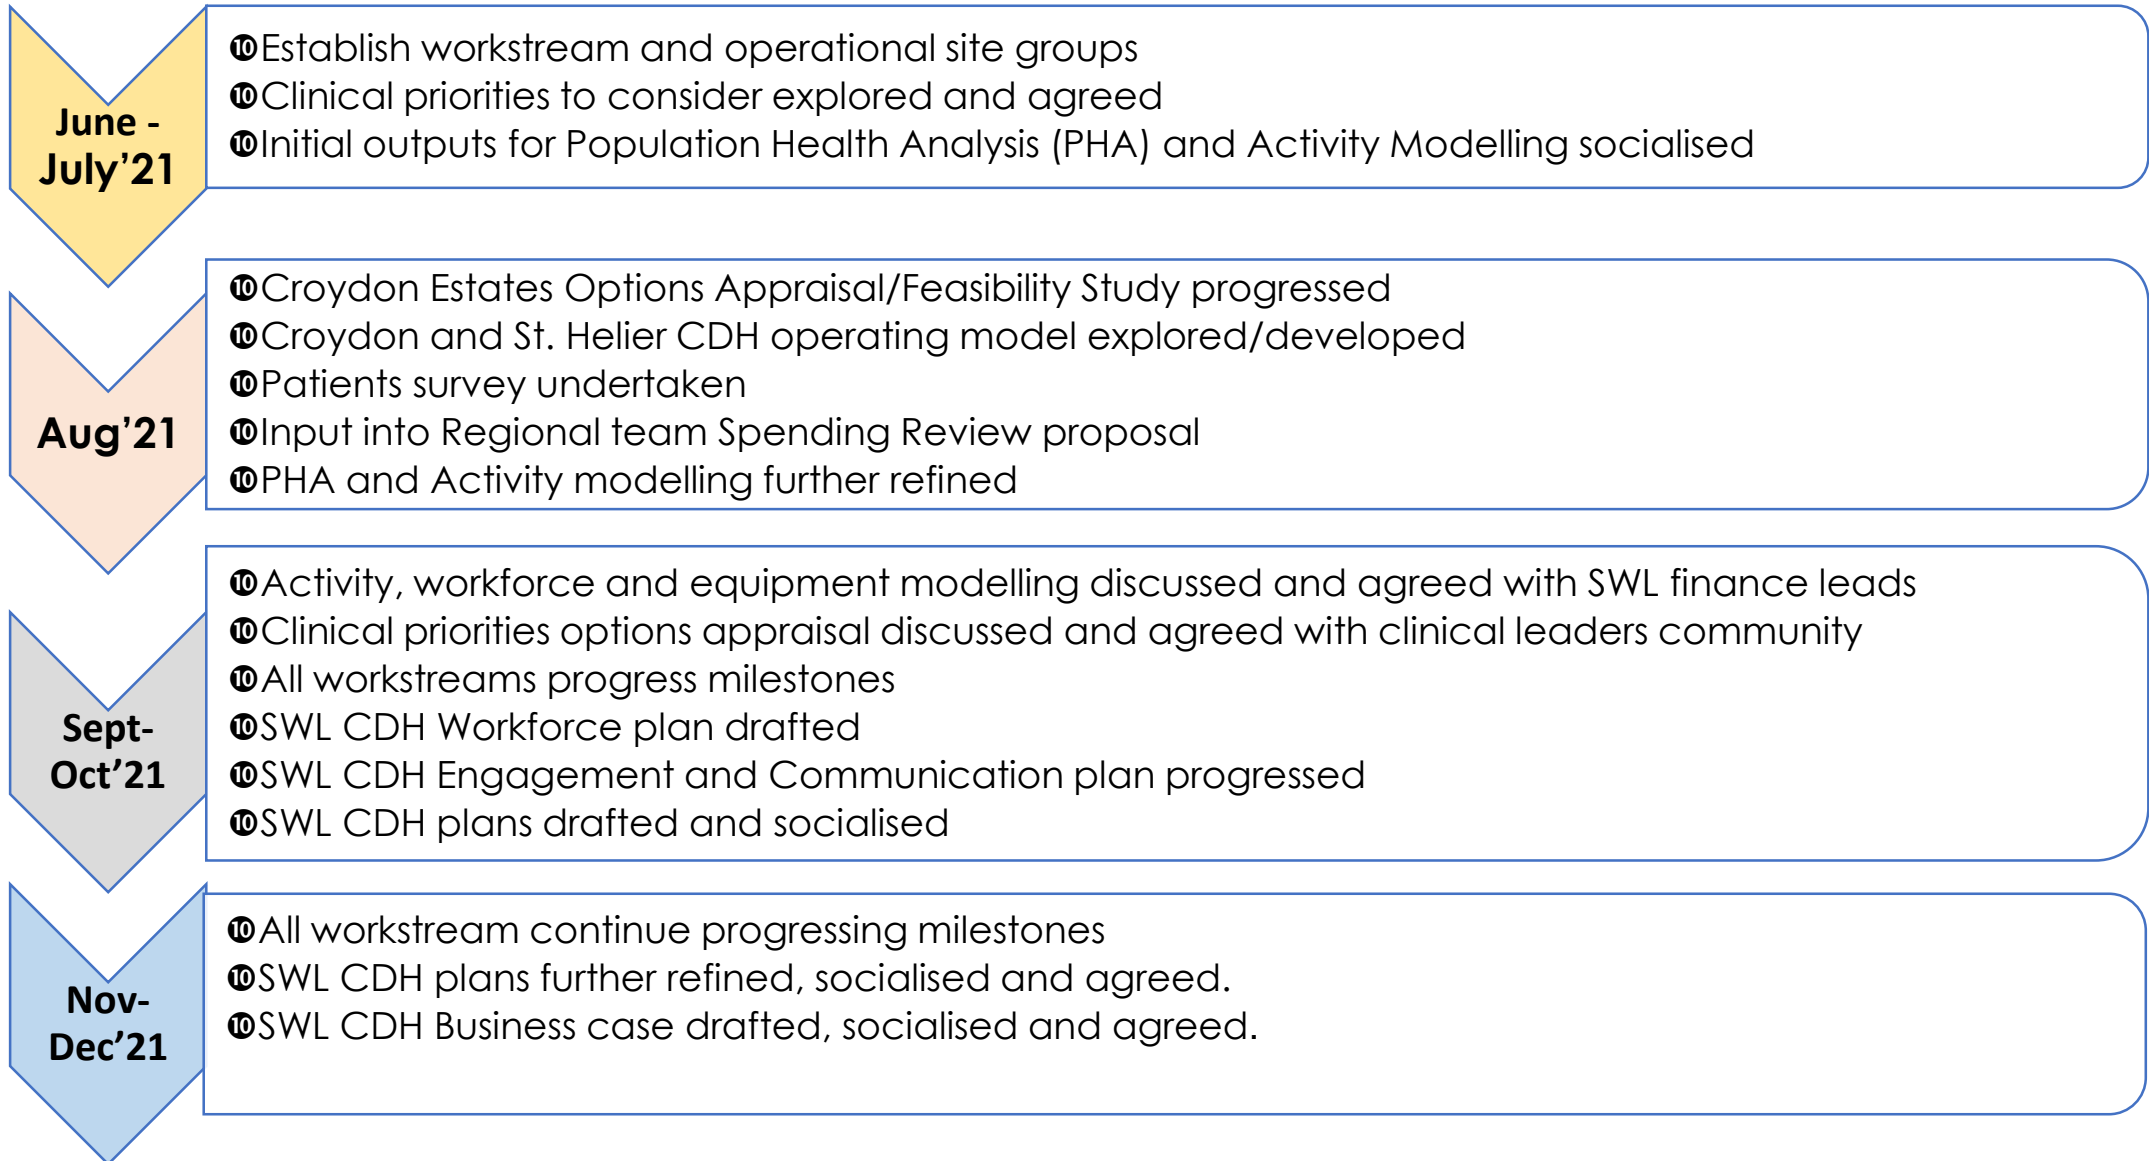 June -
July’21
❿Establish workstream and operational site groups
❿Clinical priorities to consider explored and agreed
❿Initial outputs for Population Health Analysis (PHA) and Activity Modelling socialised
Aug’21
❿Croydon Estates Options Appraisal/Feasibility Study progressed
❿Croydon and St. Helier CDH operating model explored/developed
❿Patients survey undertaken
❿Input into Regional team Spending Review proposal
❿PHA and Activity modelling further refined
Sept-
Oct’21
❿Activity, workforce and equipment modelling discussed and agreed with SWL finance leads
❿Clinical priorities options appraisal discussed and agreed with clinical leaders community
❿All workstreams progress milestones
❿SWL CDH Workforce plan drafted
❿SWL CDH Engagement and Communication plan progressed
❿SWL CDH plans drafted and socialised
Nov-
Dec’21
❿All workstream continue progressing milestones
❿SWL CDH plans further refined, socialised and agreed.
❿SWL CDH Business case drafted, socialised and agreed.